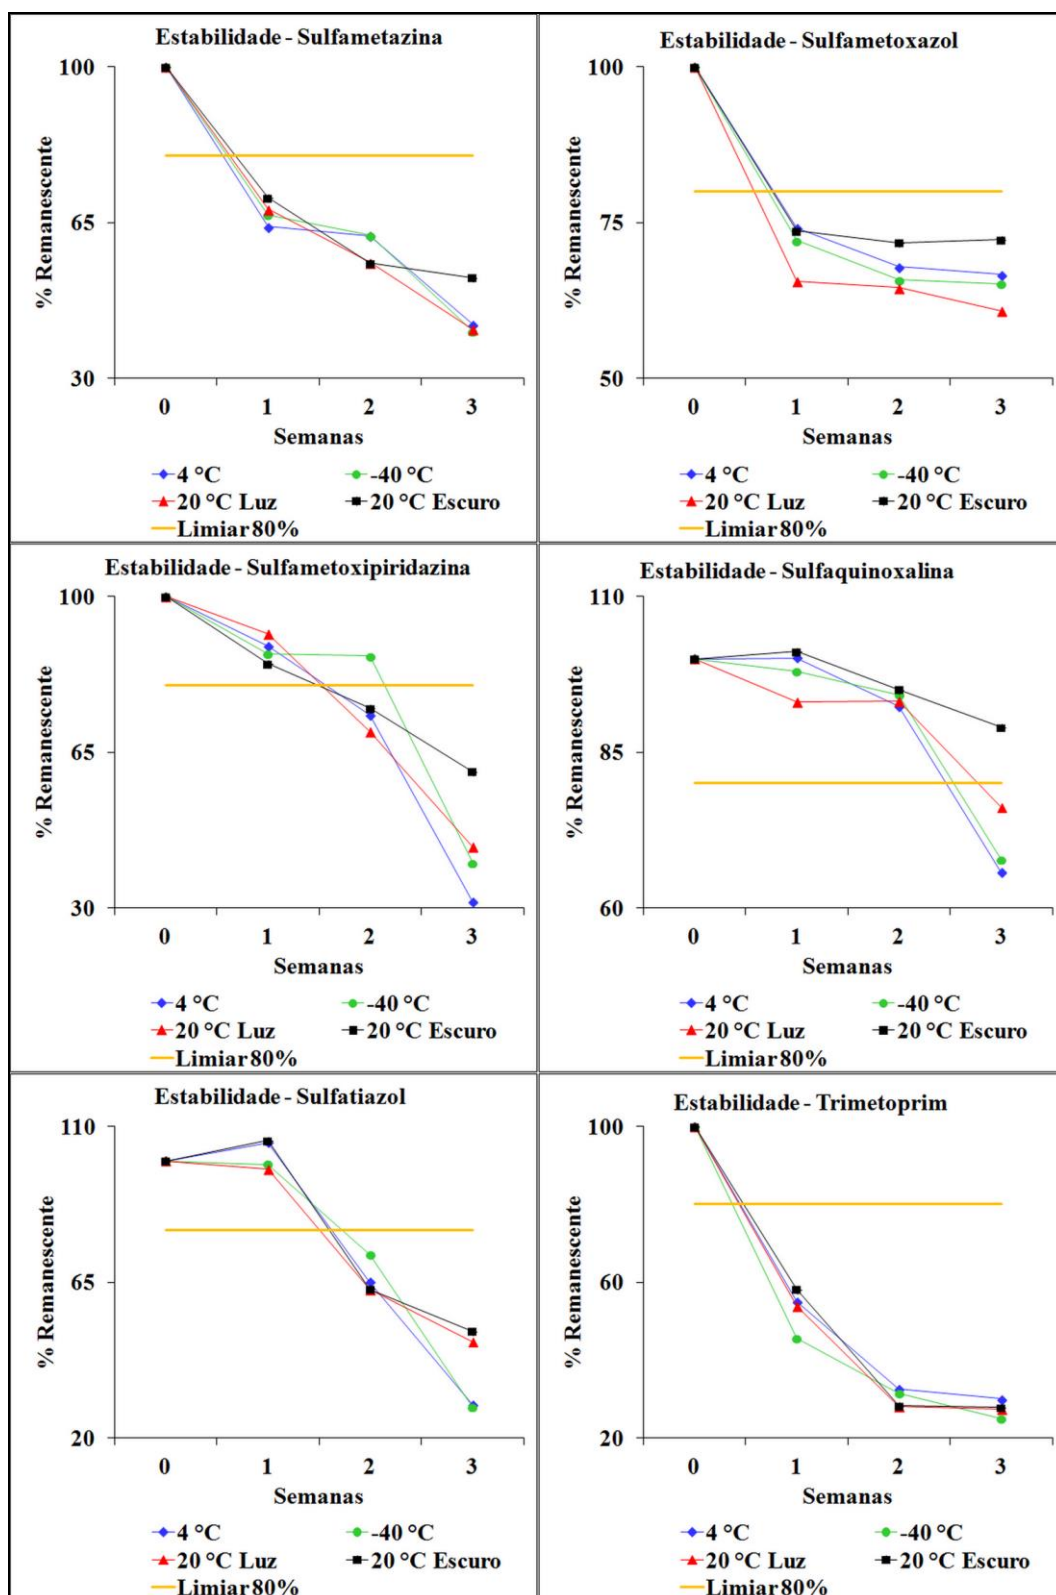 Estabilidade - Sulfametazina
% Remanescente
100
65
30
0 1 2 3
Semanas
4 °C -40 °C
20 °C Luz 20 °C Escuro
Limiar 80%
Estabilidade - Sulfametoxazol
% Remanescente
100
75
50
0 1 2 3
Semanas
4 °C -40 °C
20 °C Luz 20 °C Escuro
Limiar 80%
Estabilidade - Sulfametoxipiridazina
% Remanescente
100
65
30
0 1 2 3
Semanas
4 °C -40 °C
20 °C Luz 20 °C Escuro
Limiar 80%
Estabilidade - Sulfaquinoxalina
% Remanescente
110
85
60
0 1 2 3
Semanas
4 °C -40 °C
20 °C Luz 20 °C Escuro
Limiar 80%
Estabilidade - Sulfatiazol
% Remanescente
110
65
20
0 1 2 3
Semanas
4 °C -40 °C
20 °C Luz 20 °C Escuro
Limiar 80%
Estabilidade - Trimetoprim
% Remanescente
100
60
20
0 1 2 3
Semanas
4 °C -40 °C
20 °C Luz 20 °C Escuro
Limiar 80%